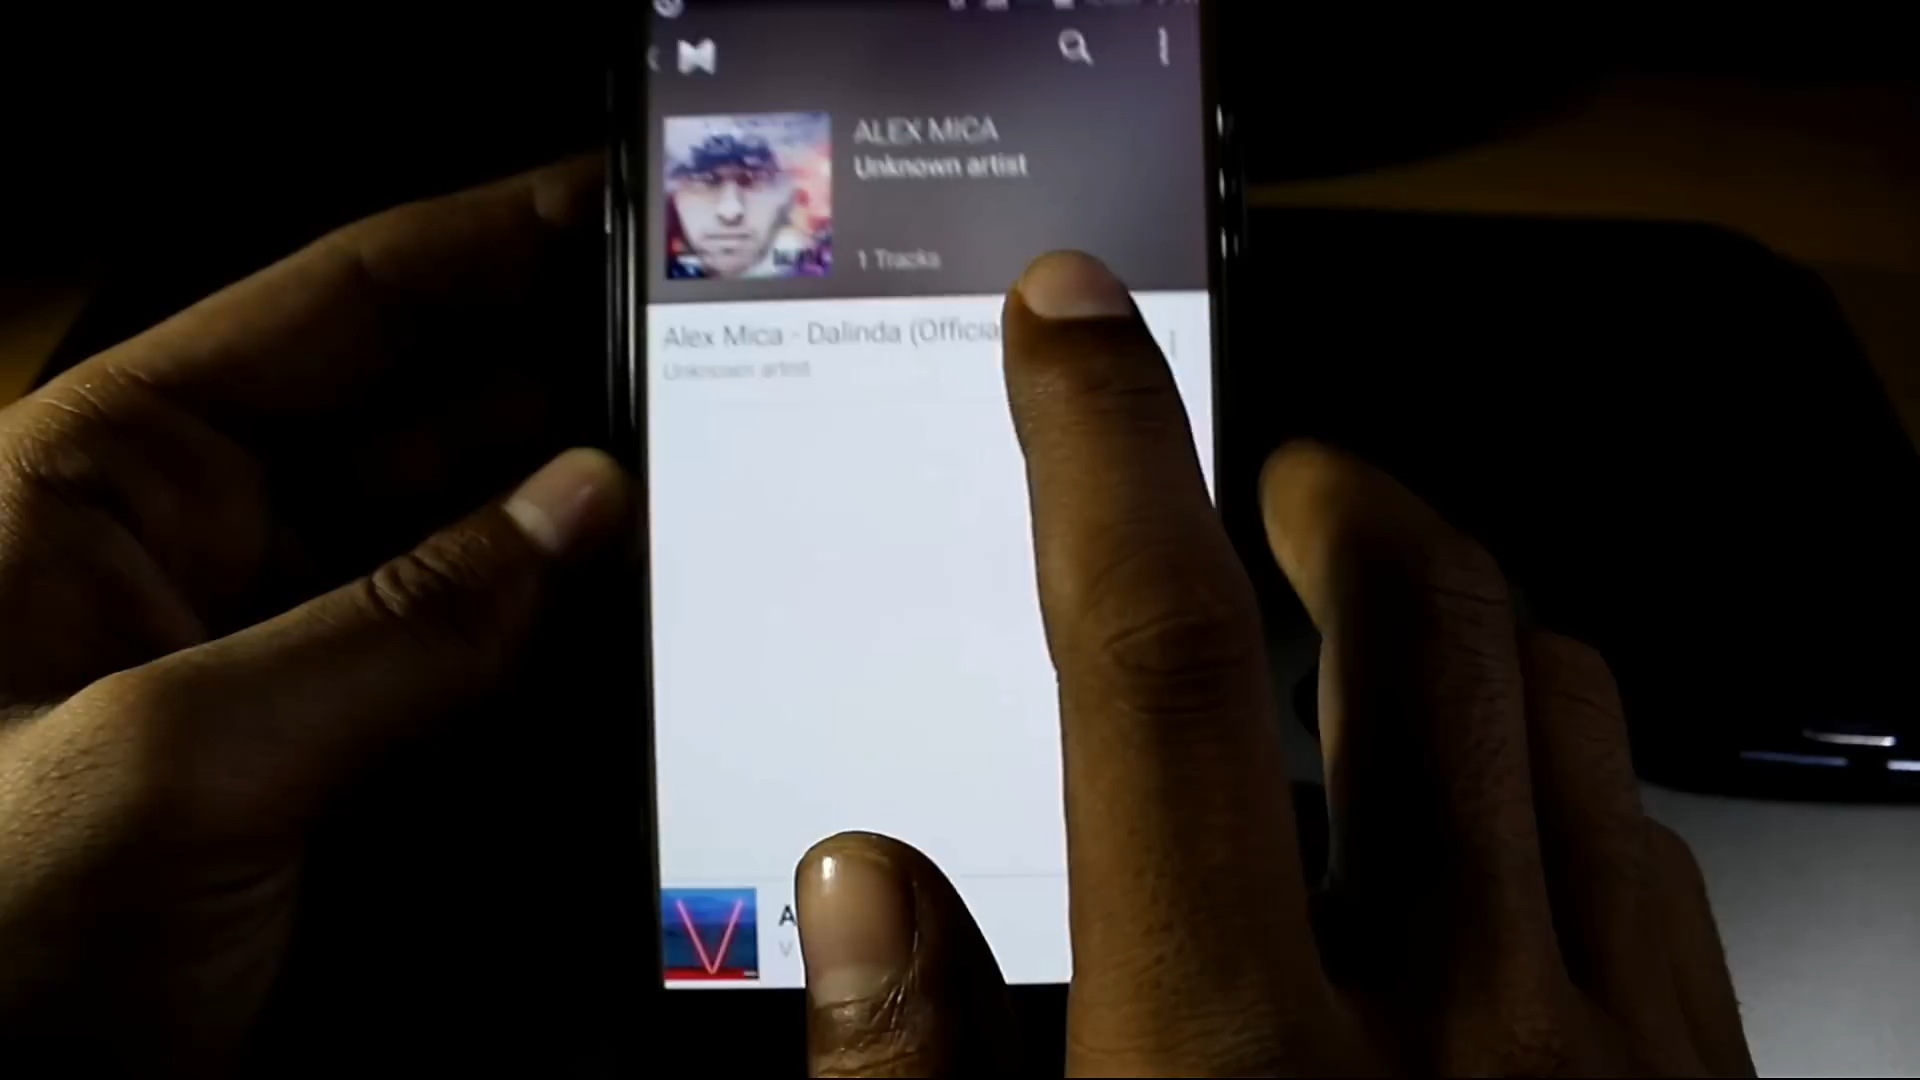 ALEX MICA
Unknown artist
1 Tracks
Alex Mica - Dalinda (Officia
Unknown artist
A
V